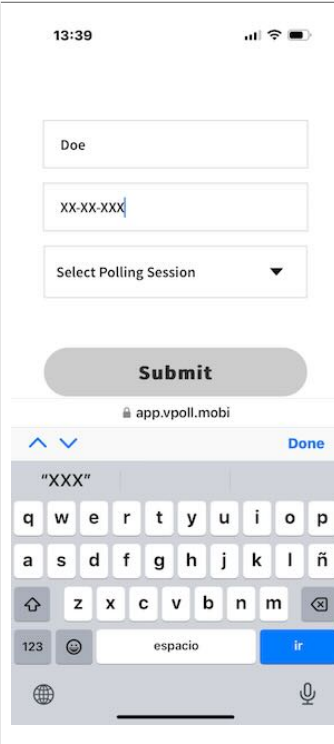 13:39
Doe
XX-XX-XXX
Select Polling Session
Submit
app.vpoll.mobi
Done
“XXX”
q w e r t y u i o p
a s d f g h j k l ñ
z x c v b n m
123 espacio ir